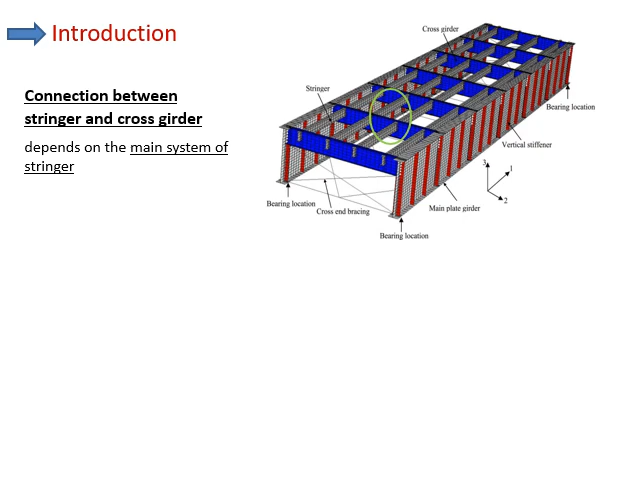 Introduction
Connection between
stringer and cross girder
depends on the main system of
stringer
Cross girder
Stringer
Bearing location
Vertical stiffener
3
1
2
Bearing location
Cross end bracing
Main plate girder
Bearing location